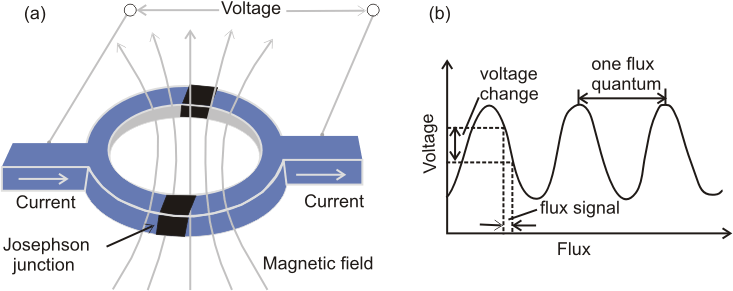 (a)
Voltage
Current
Current
Josephson
junction
Magnetic field
(b)
voltage
change
one flux
quantum
Voltage
flux signal
Flux